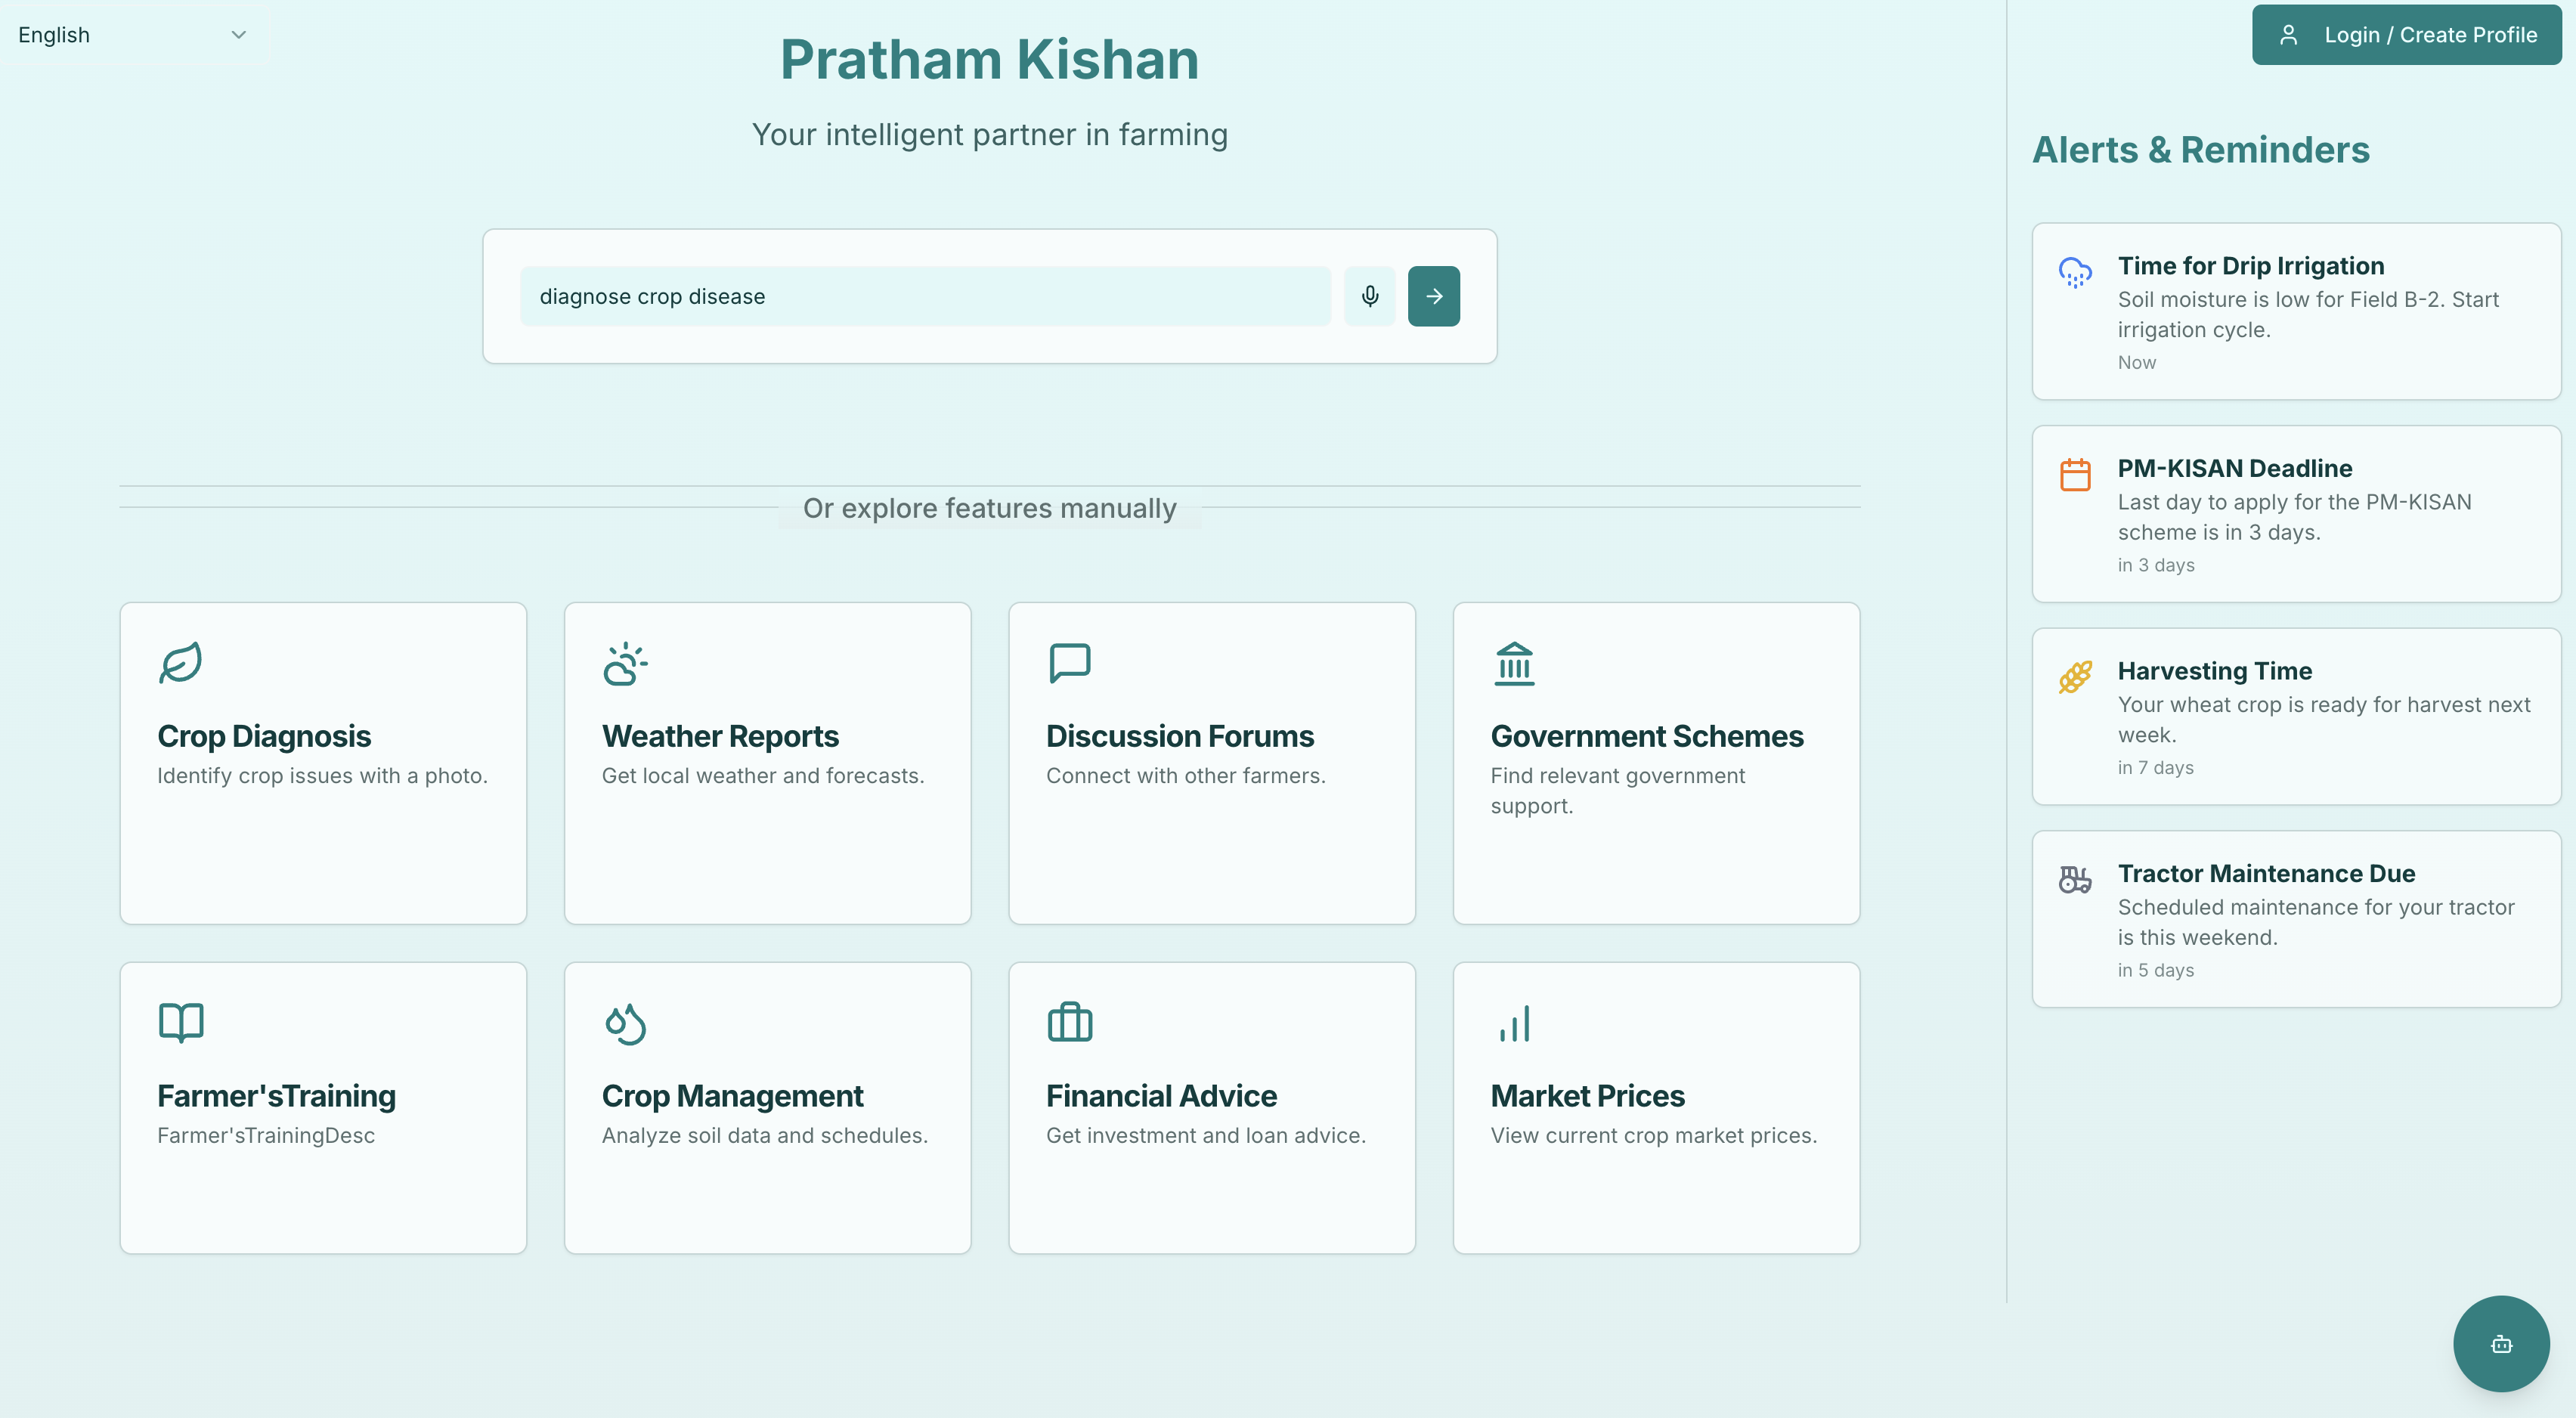 English
Login / Create Profile
Pratham Kishan
Your intelligent partner in farming
diagnose crop disease
Or explore features manually
Crop Diagnosis
Identify crop issues with a photo.
Weather Reports
Get local weather and forecasts.
Discussion Forums
Connect with other farmers.
Government Schemes
Find relevant government
support.
Farmer'sTraining
Farmer'sTrainingDesc
Crop Management
Analyze soil data and schedules.
Financial Advice
Get investment and loan advice.
Market Prices
View current crop market prices.
Alerts & Reminders
Time for Drip Irrigation
Soil moisture is low for Field B-2. Start
irrigation cycle.
Now
PM-KISAN Deadline
Last day to apply for the PM-KISAN
scheme is in 3 days.
in 3 days
Harvesting Time
Your wheat crop is ready for harvest next
week.
in 7 days
Tractor Maintenance Due
Scheduled maintenance for your tractor
is this weekend.
in 5 days